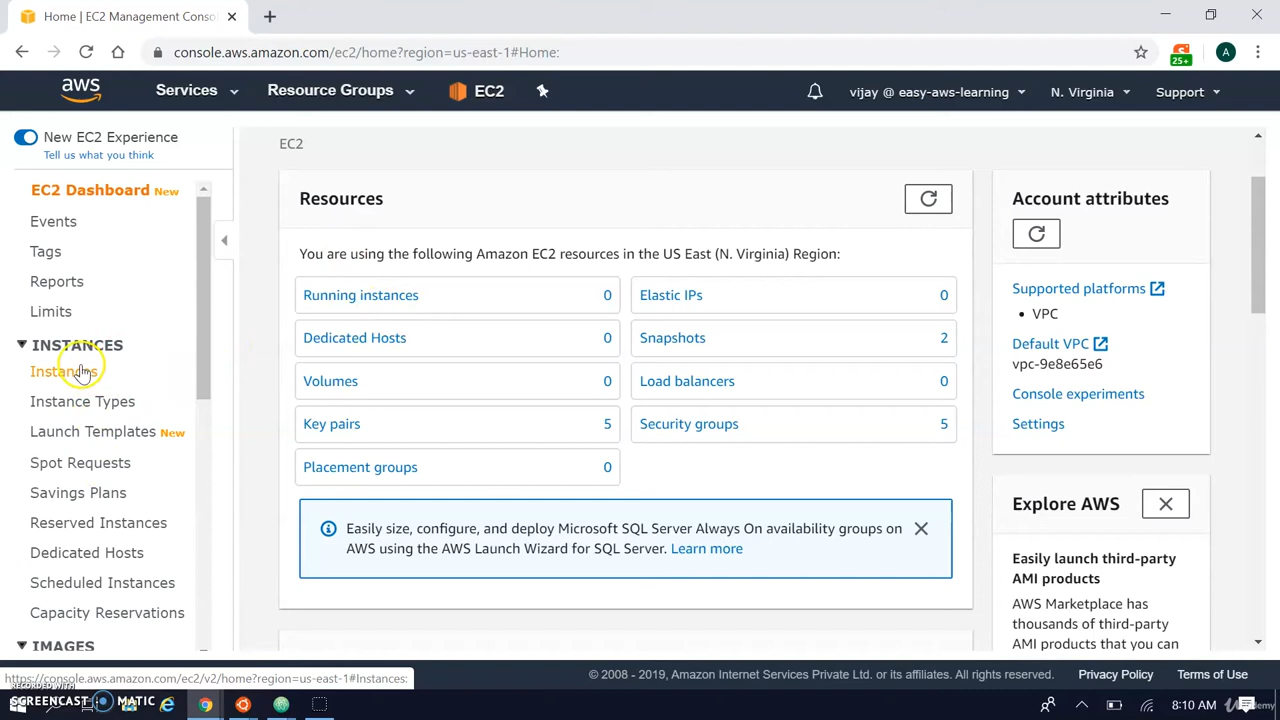 Home | EC2 Management Conso
console.aws.amazon.com/ec2/home?region=us-east-1#Home:
25+
A
aws
Services
Resource Groups
EC2
vijay @ easy-aws-learning
N. Virginia
Support
New EC2 Experience
Tell us what you think
EC2 Dashboard New
Events
Tags
Reports
Limits
INSTANCES
Instances
Instance Types
Launch Templates New
Spot Requests
Savings Plans
Reserved Instances
Dedicated Hosts
Scheduled Instances
Capacity Reservations
IMAGES
EC2
Resources
You are using the following Amazon EC2 resources in the US East (N. Virginia) Region:
Running instances 0
Elastic IPs 0
Dedicated Hosts 0
Snapshots 2
Volumes 0
Load balancers 0
Key pairs 5
Security groups 5
Placement groups 0
Easily size, configure, and deploy Microsoft SQL Server Always On availability groups on
AWS using the AWS Launch Wizard for SQL Server. Learn more
Account attributes
Supported platforms
• VPC
Default VPC
vpc-9e8e65e6
Console experiments
Settings
Explore AWS
Easily launch third-party
AMI products
AWS Marketplace has
thousands of third-party
AMI products that you can
https://console.aws.amazon.com/ec2/v2/home?region=us-east-1#Instances:
© 2008 - 2019, Amazon Internet Services Private Ltd. or its affiliates. All rights reserved.
Privacy Policy
Terms of Use
RECORDED WITH
SCREENCAST MATIC
8:10 AM
Udemy